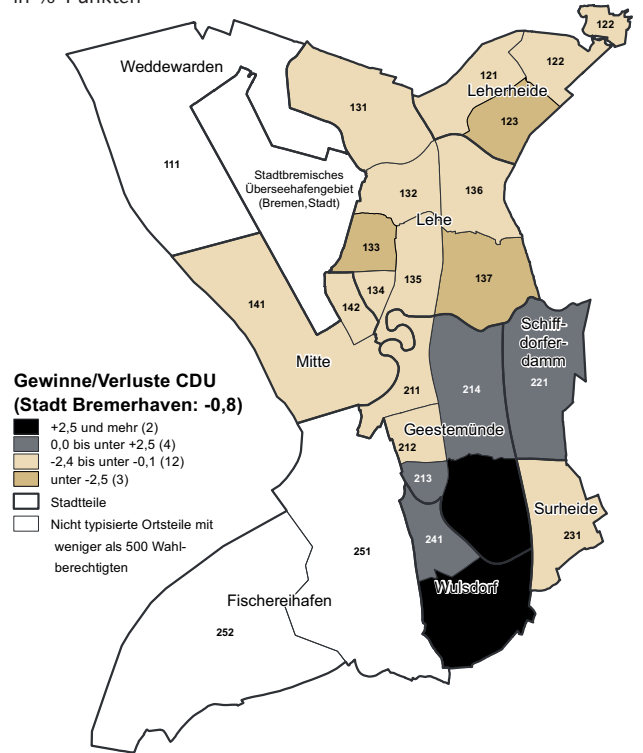 in %-Punkten
122
Weddewarden
121
122
Leherheide
131
123
111
Stadtbremisches
Überseehafengebiet
(Bremen,Stadt)
132
136
Lehe
133
135
137
134
141
142
Schiff-
dorfer-
damm
Mitte
221
211
214
Gewinne/Verluste CDU
(Stadt Bremerhaven: -0,8)
+2,5 und mehr (2)
0,0 bis unter +2,5 (4)
-2,4 bis unter -0,1 (12)
unter -2,5 (3)
Stadtteile
Nicht typisierte Ortsteile mit
weniger als 500 Wahl-
berechtigten
Geestemünde
212
213
Surheide
231
241
251
Wulsdorf
Fischereihafen
252